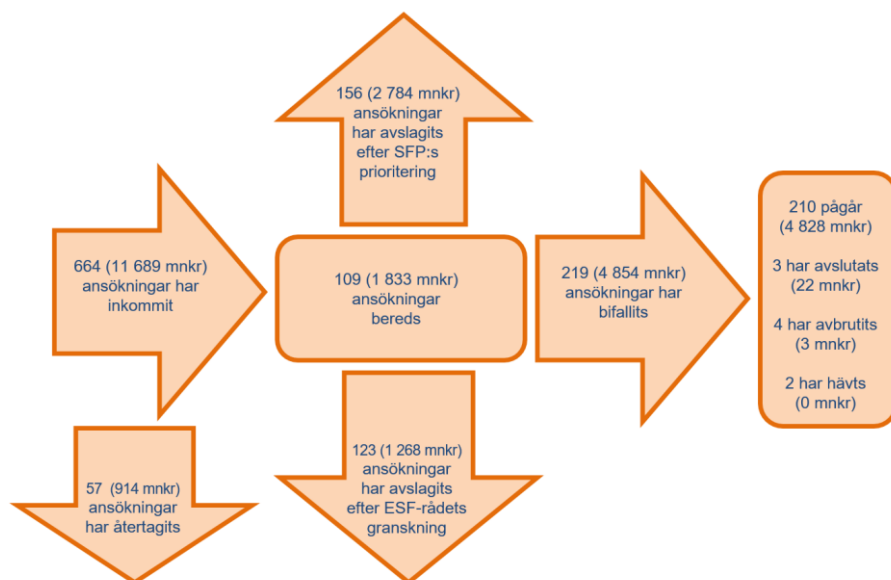 156 (2 784 mnkr)
ansökningar
har avslagits
efter SFP:s
prioritering
664 (11 689 mnkr)
ansökningar har
inkommit
109 (1 833 mnkr)
ansökningar
bereds
219 (4 854 mnkr)
ansökningar har
bifallits
210 pågår
(4 828 mnkr)
3 har avslutats
(22 mnkr)
4 har avbrutits
(3 mnkr)
2 har hävts
(0 mnkr)
57 (914 mnkr)
ansökningar
har återtagits
123 (1 268 mnkr)
ansökningar
har avslagits
efter ESF-rådets
granskning